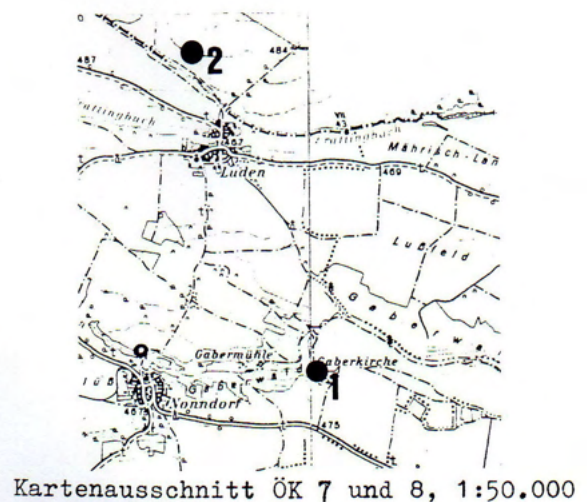 2
484
487
Luden
Mährisch-Lan
469
Lußfeld
Gabermühle
Gaberkirche
1
Nonndorf
475
Kartenausschnitt ÖK 7 und 8, 1:50.000